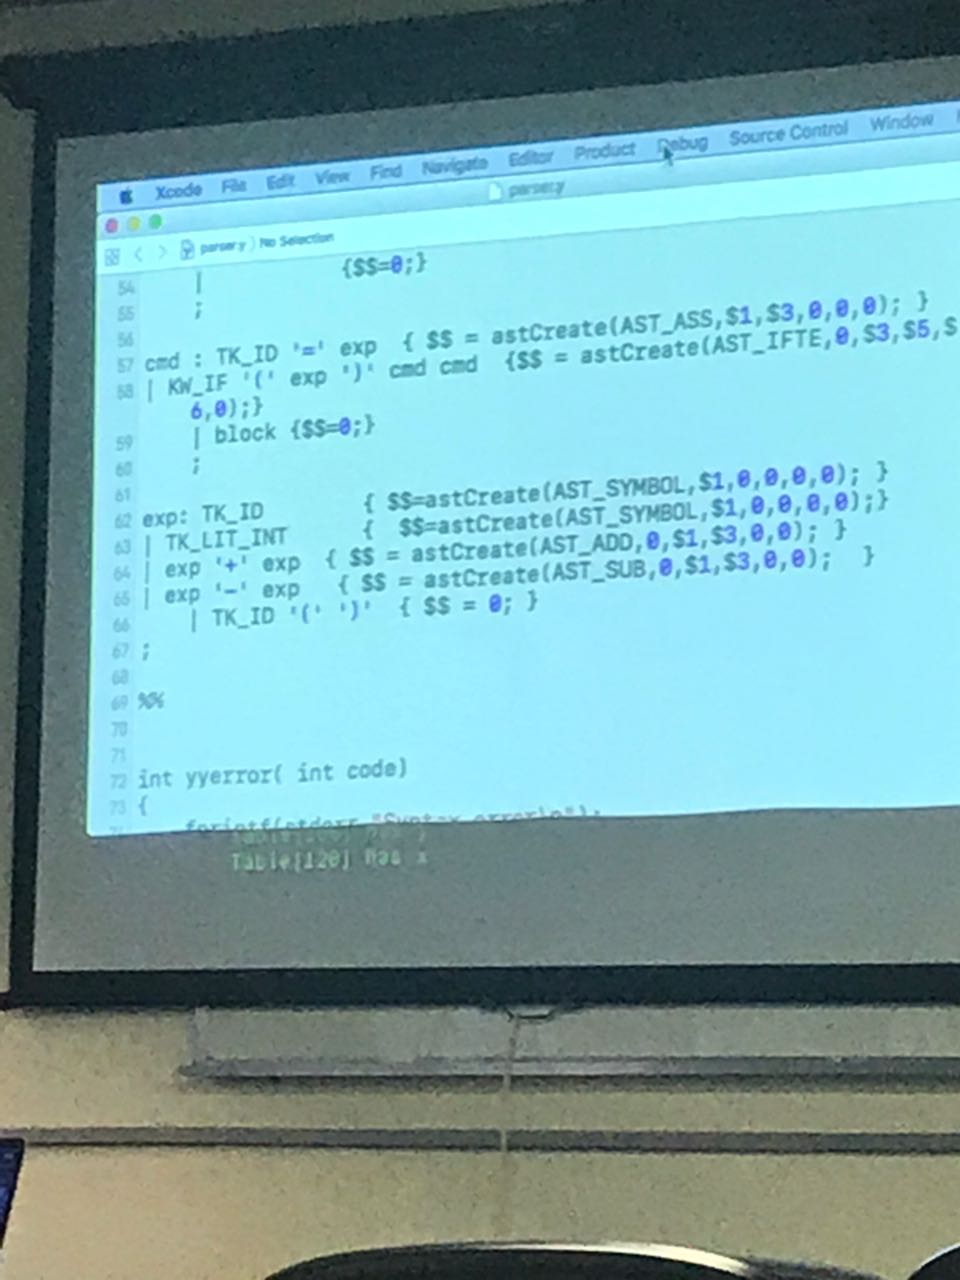 Xcode File Edit View Find Navigate Editor Product Debug Source Control Window
parser.y
parser.y No Selection
54 | {$$=0;}
55 ;
56
57 cmd : TK_ID '=' exp { $$ = astCreate(AST_ASS,$1,$3,0,0,0); }
58 | KW_IF '(' exp ')' cmd cmd {$$ = astCreate(AST_IFTE,0,$3,$5,$
6,0);}
59 | block {$$=0;}
60 ;
61
62 exp: TK_ID { $$=astCreate(AST_SYMBOL,$1,0,0,0,0); }
63 | TK_LIT_INT { $$=astCreate(AST_SYMBOL,$1,0,0,0,0);}
64 | exp '+' exp { $$ = astCreate(AST_ADD,0,$1,$3,0,0); }
65 | exp '-' exp { $$ = astCreate(AST_SUB,0,$1,$3,0,0); }
66 | TK_ID '(' ')' { $$ = 0; }
67 ;
68
69 %%
70
71
72 int yyerror( int code)
73 {
fprintf(stderr,"Syntax error\n");
Table[120] has x